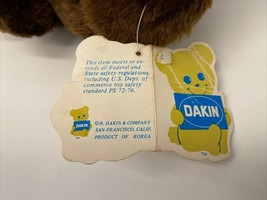 This item meets or ex-
ceeds all Federal and
State safety regulations,
including U.S. Dept. of
commerce toy safety
standard PS 72-76.
DAKIN
©R. DAKIN & COMPANY
SAN FRANCISCO, CALIF.
PRODUCT OF KOREA
DAKIN
TM